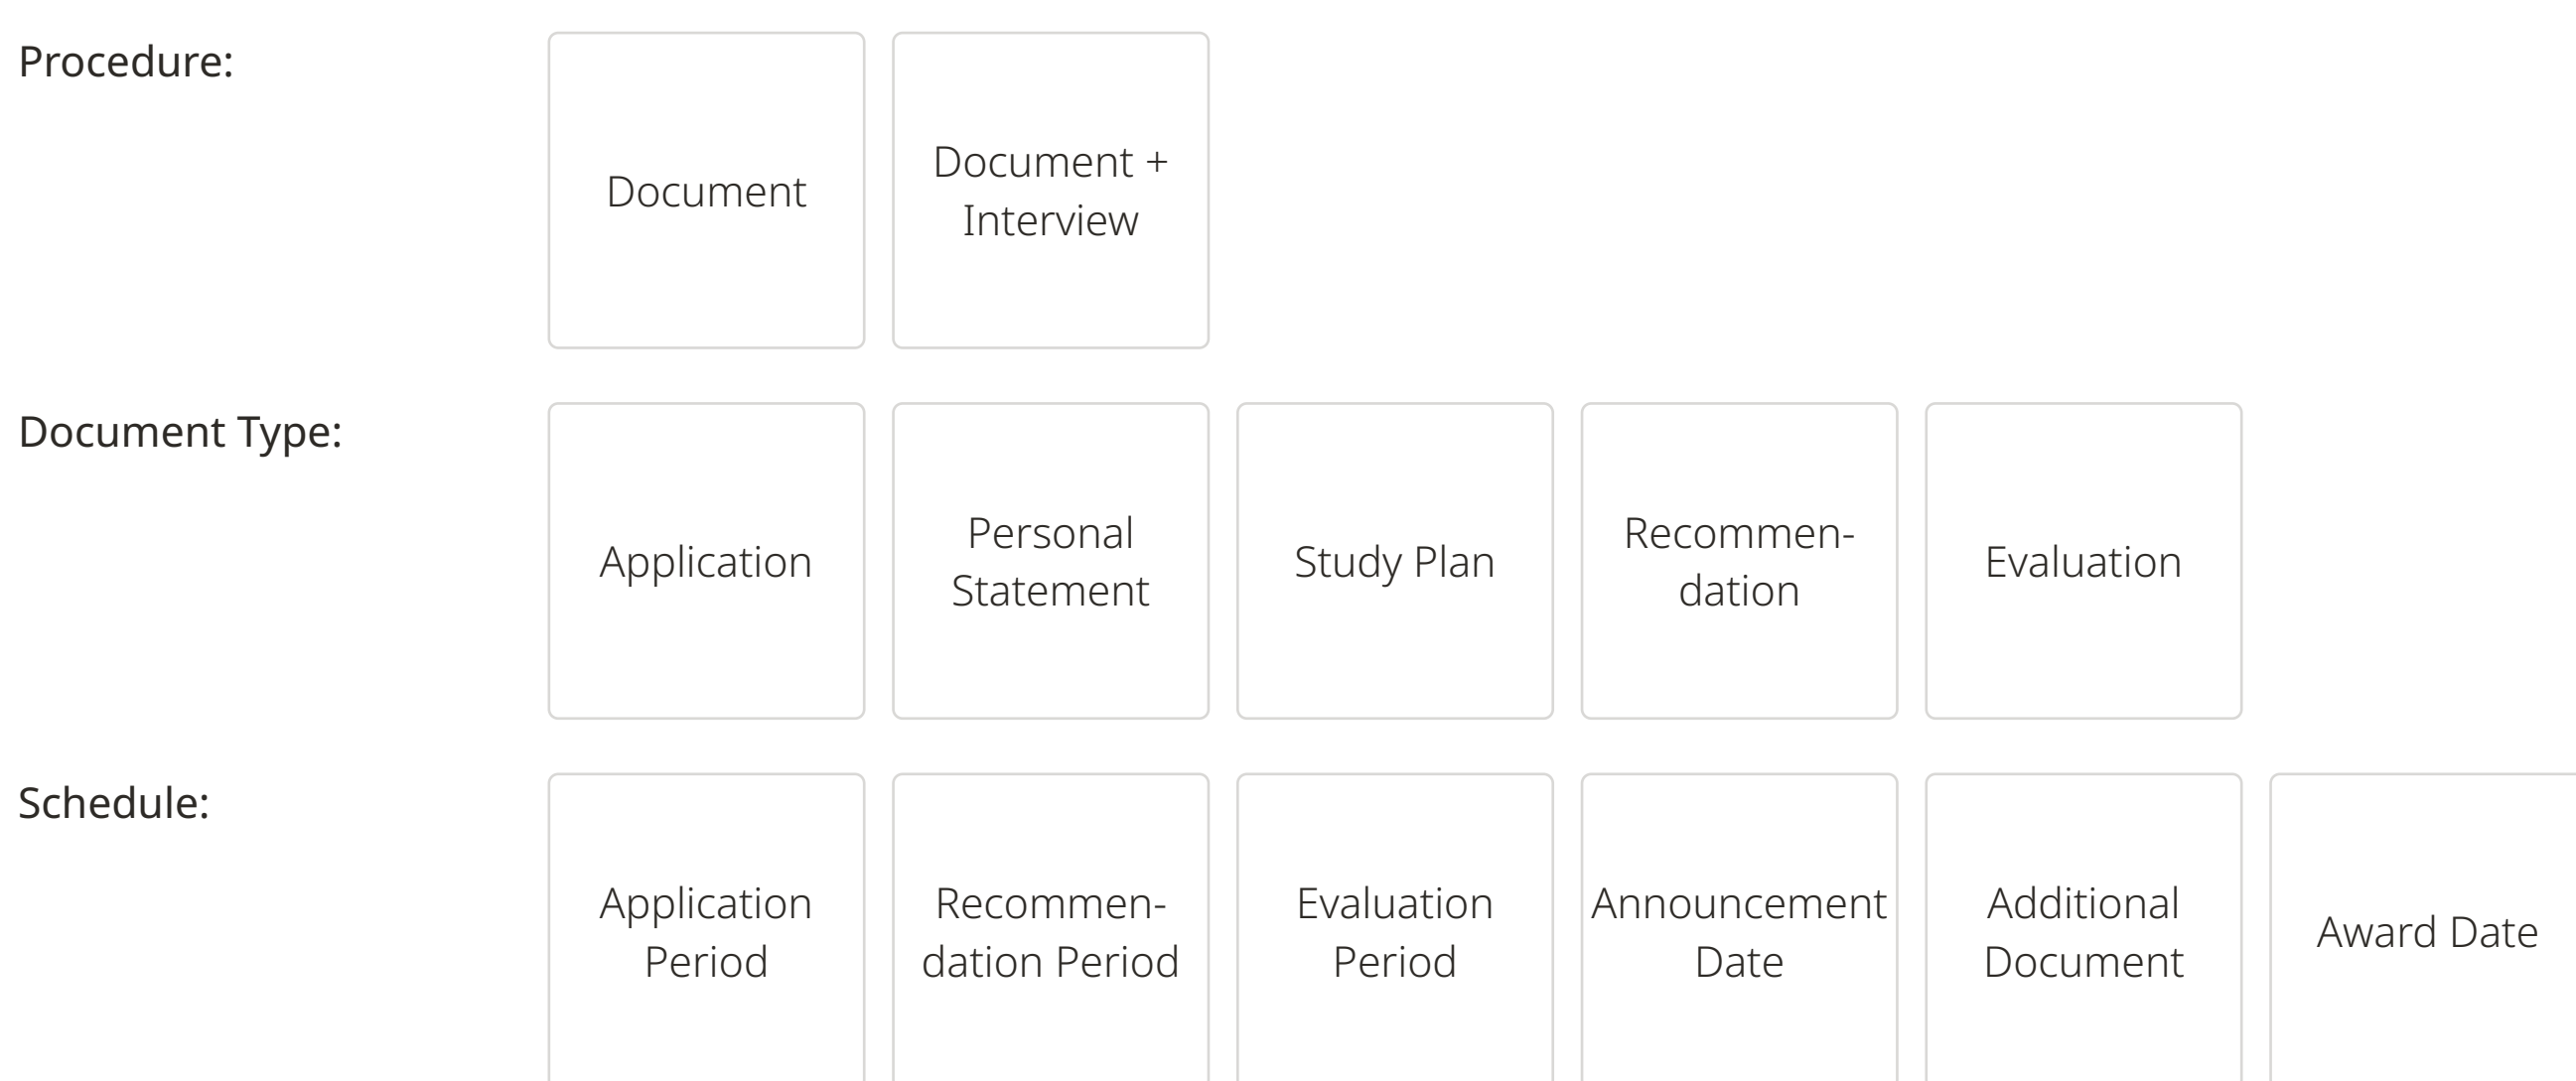 Procedure:
Document
Document +
Interview
Document Type:
Application
Personal
Statement
Study Plan
Recommen-
dation
Evaluation
Schedule:
Application
Period
Recommen-
dation Period
Evaluation
Period
Announcement
Date
Additional
Document
Award Date